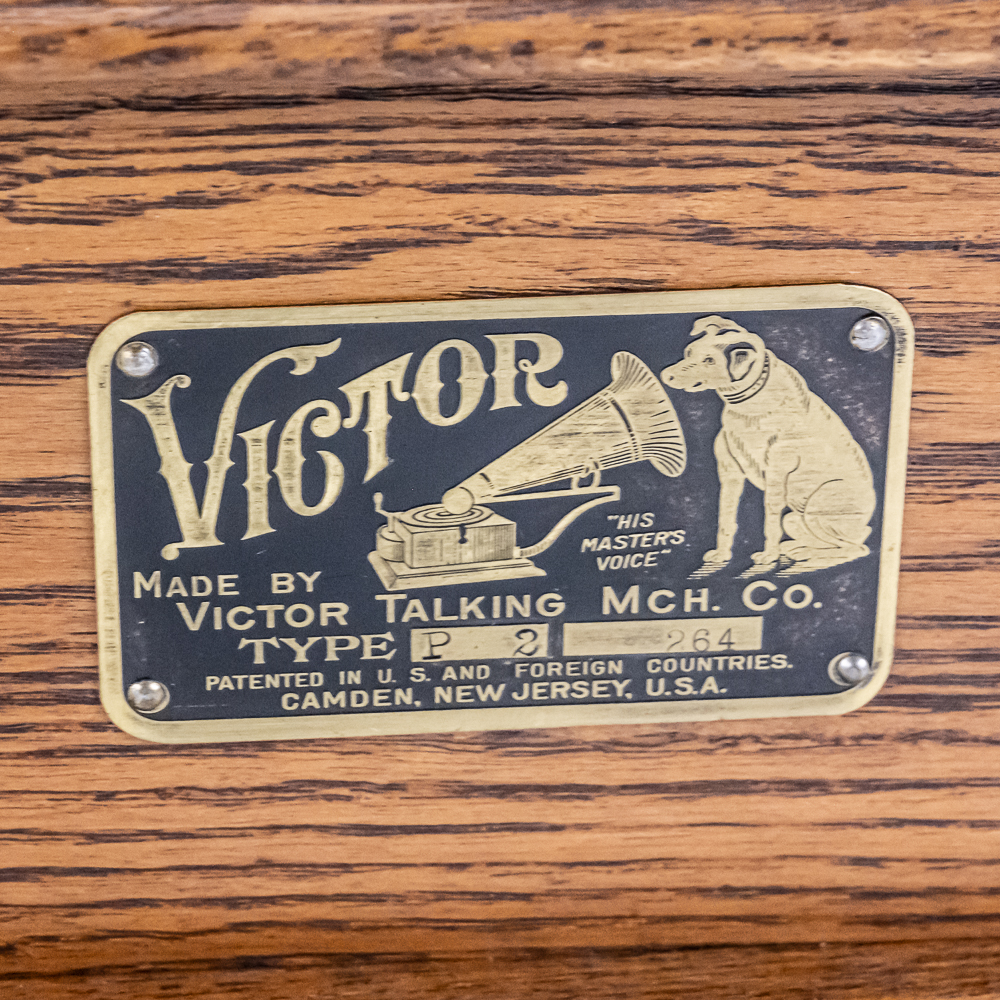 VICTOR
"HIS
MASTER'S
VOICE"
MADE BY
VICTOR TALKING MCH. CO.
TYPE P 2 264
PATENTED IN U. S. AND FOREIGN COUNTRIES.
CAMDEN, NEW JERSEY, U.S.A.